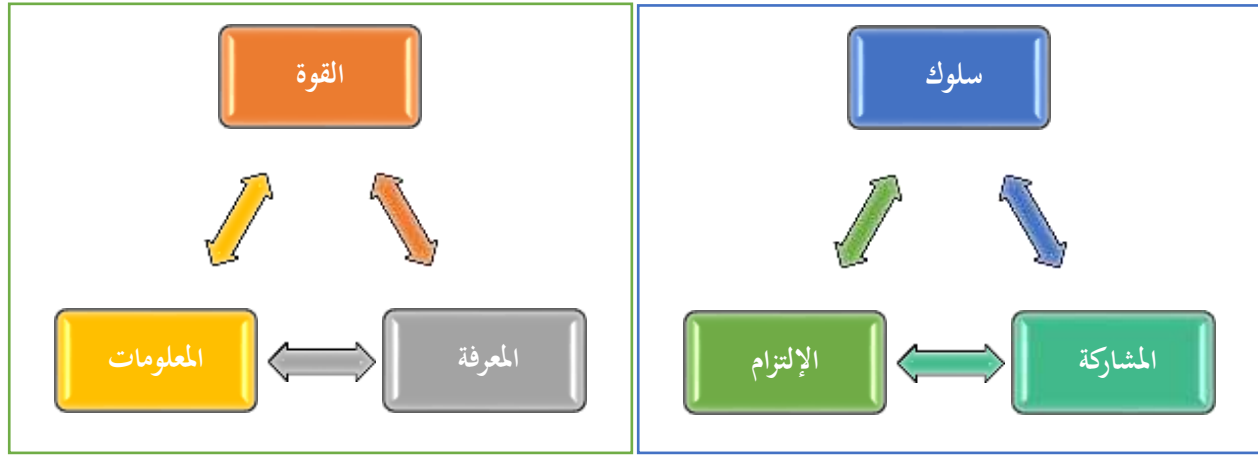 سلوك
المشاركة
الإلتزام
القوة
المعرفة
المعلومات